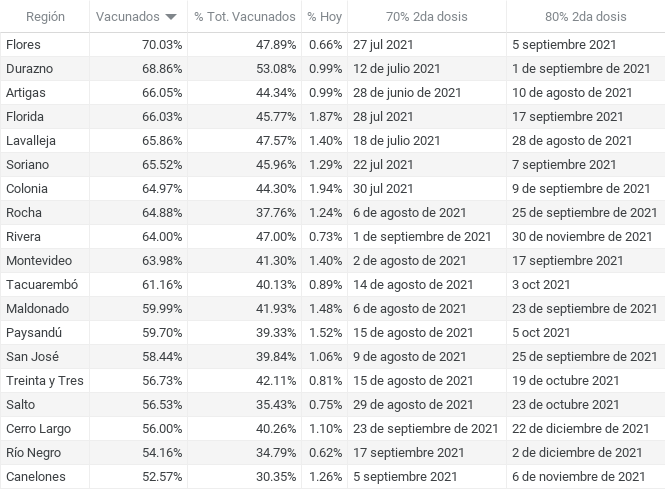 Región Vacunados % Tot. Vacunados % Hoy 70% 2da dosis 80% 2da dosis
Flores 70.03% 47.89% 0.66% 27 jul 2021 5 septiembre 2021
Durazno 68.86% 53.08% 0.99% 12 de julio 2021 1 de septiembre de 2021
Artigas 66.05% 44.34% 0.99% 28 de junio de 2021 10 de agosto de 2021
Florida 66.03% 45.77% 1.87% 28 jul 2021 17 septiembre 2021
Lavalleja 65.86% 47.57% 1.40% 18 de julio 2021 28 de agosto de 2021
Soriano 65.52% 45.96% 1.29% 22 jul 2021 7 septiembre 2021
Colonia 64.97% 44.30% 1.94% 30 jul 2021 9 de septiembre de 2021
Rocha 64.88% 37.76% 1.24% 6 de agosto de 2021 25 de septiembre de 2021
Rivera 64.00% 47.00% 0.73% 1 de septiembre de 2021 30 de noviembre de 2021
Montevideo 63.98% 41.30% 1.40% 2 de agosto de 2021 17 septiembre 2021
Tacuarembó 61.16% 40.13% 0.89% 14 de agosto de 2021 3 oct 2021
Maldonado 59.99% 41.93% 1.48% 6 de agosto de 2021 23 de septiembre de 2021
Paysandú 59.70% 39.33% 1.52% 15 de agosto de 2021 5 oct 2021
San José 58.44% 39.84% 1.06% 9 de agosto de 2021 25 de septiembre de 2021
Treinta y Tres 56.73% 42.11% 0.81% 15 de agosto de 2021 19 de octubre 2021
Salto 56.53% 35.43% 0.75% 29 de agosto de 2021 23 de octubre 2021
Cerro Largo 56.00% 40.26% 1.10% 23 de septiembre de 2021 22 de diciembre de 2021
Río Negro 54.16% 34.79% 0.62% 17 septiembre 2021 2 de diciembre de 2021
Canelones 52.57% 30.35% 1.26% 5 septiembre 2021 6 de noviembre de 2021